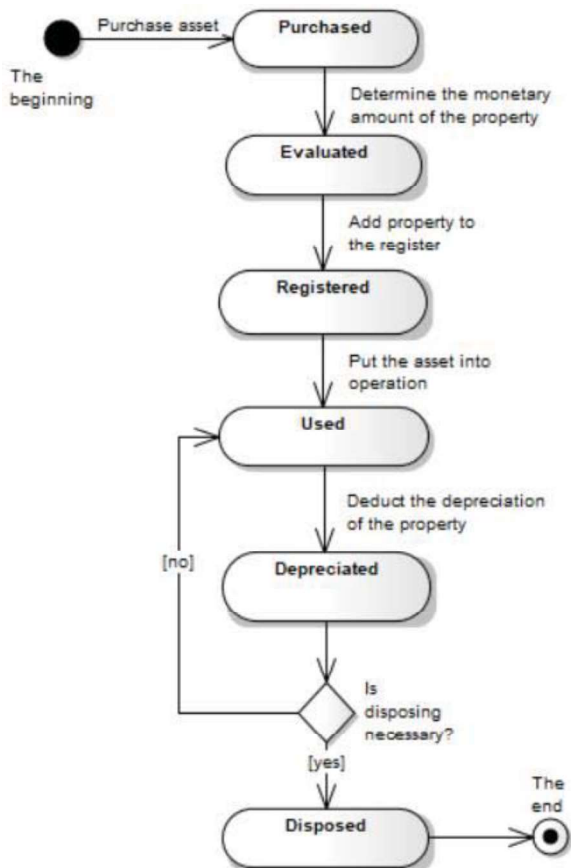 Purchase asset
Purchased
The
beginning
Determine the monetary
amount of the property
Evaluated
Add property to
the register
Registered
Put the asset into
operation
Used
Deduct the depreciation
of the property
[no]
Depreciated
Is
disposing
necessary?
[yes]
The
end
Disposed